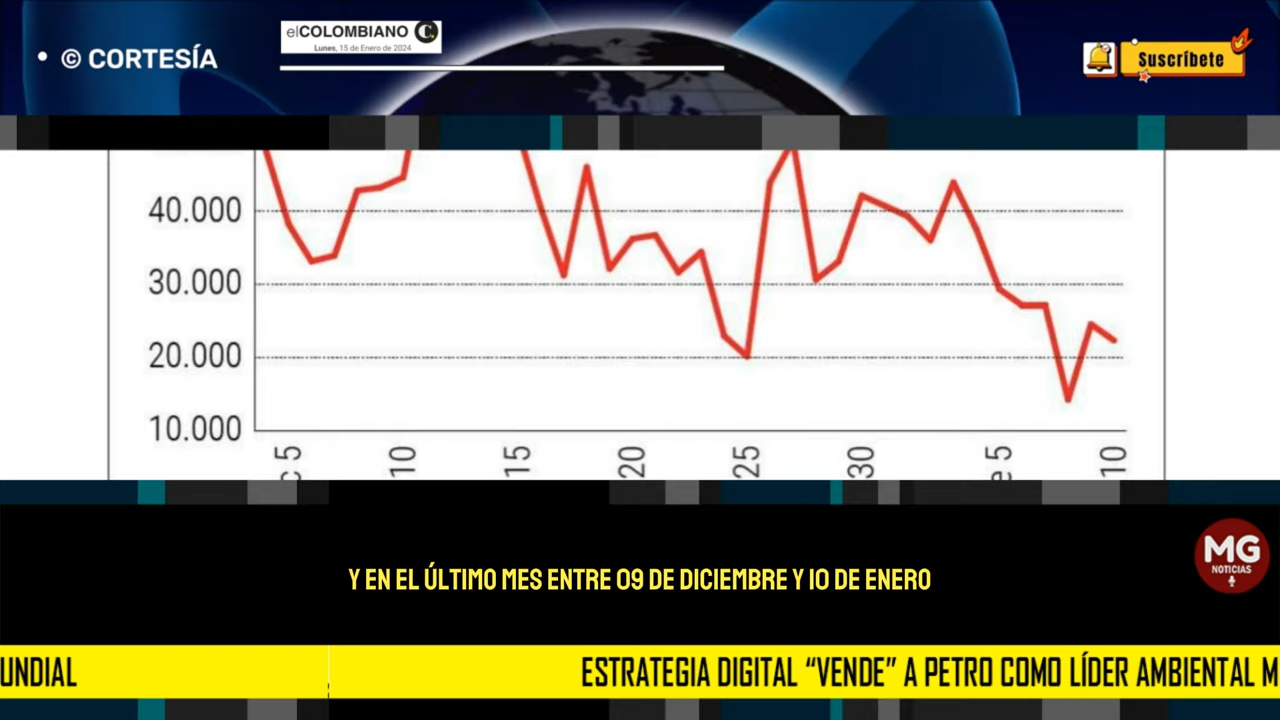 • © CORTESÍA
elCOLOMBIANO C
Lunes, 15 de Enero de 2024
Suscríbete
40.000
30.000
20.000
10.000
c 5
10
15
20
25
30
e 5
10
Y EN EL ÚLTIMO MES ENTRE 09 DE DICIEMBRE Y 10 DE ENERO
MG
NOTICIAS
UNDIAL
ESTRATEGIA DIGITAL “VENDE” A PETRO COMO LÍDER AMBIENTAL M